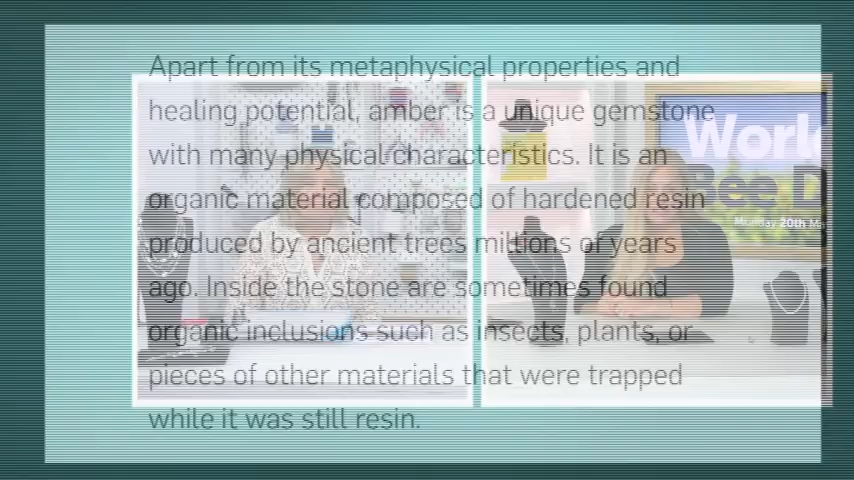 Apart from its metaphysical properties and
healing potential, amber is a unique gemstone
with many physical characteristics. It is an
organic material composed of hardened resin
produced by ancient trees millions of years
ago. Inside the stone are sometimes found
organic inclusions such as insects, plants, or
pieces of other materials that were trapped
while it was still resin.
Bee
Monday 20th